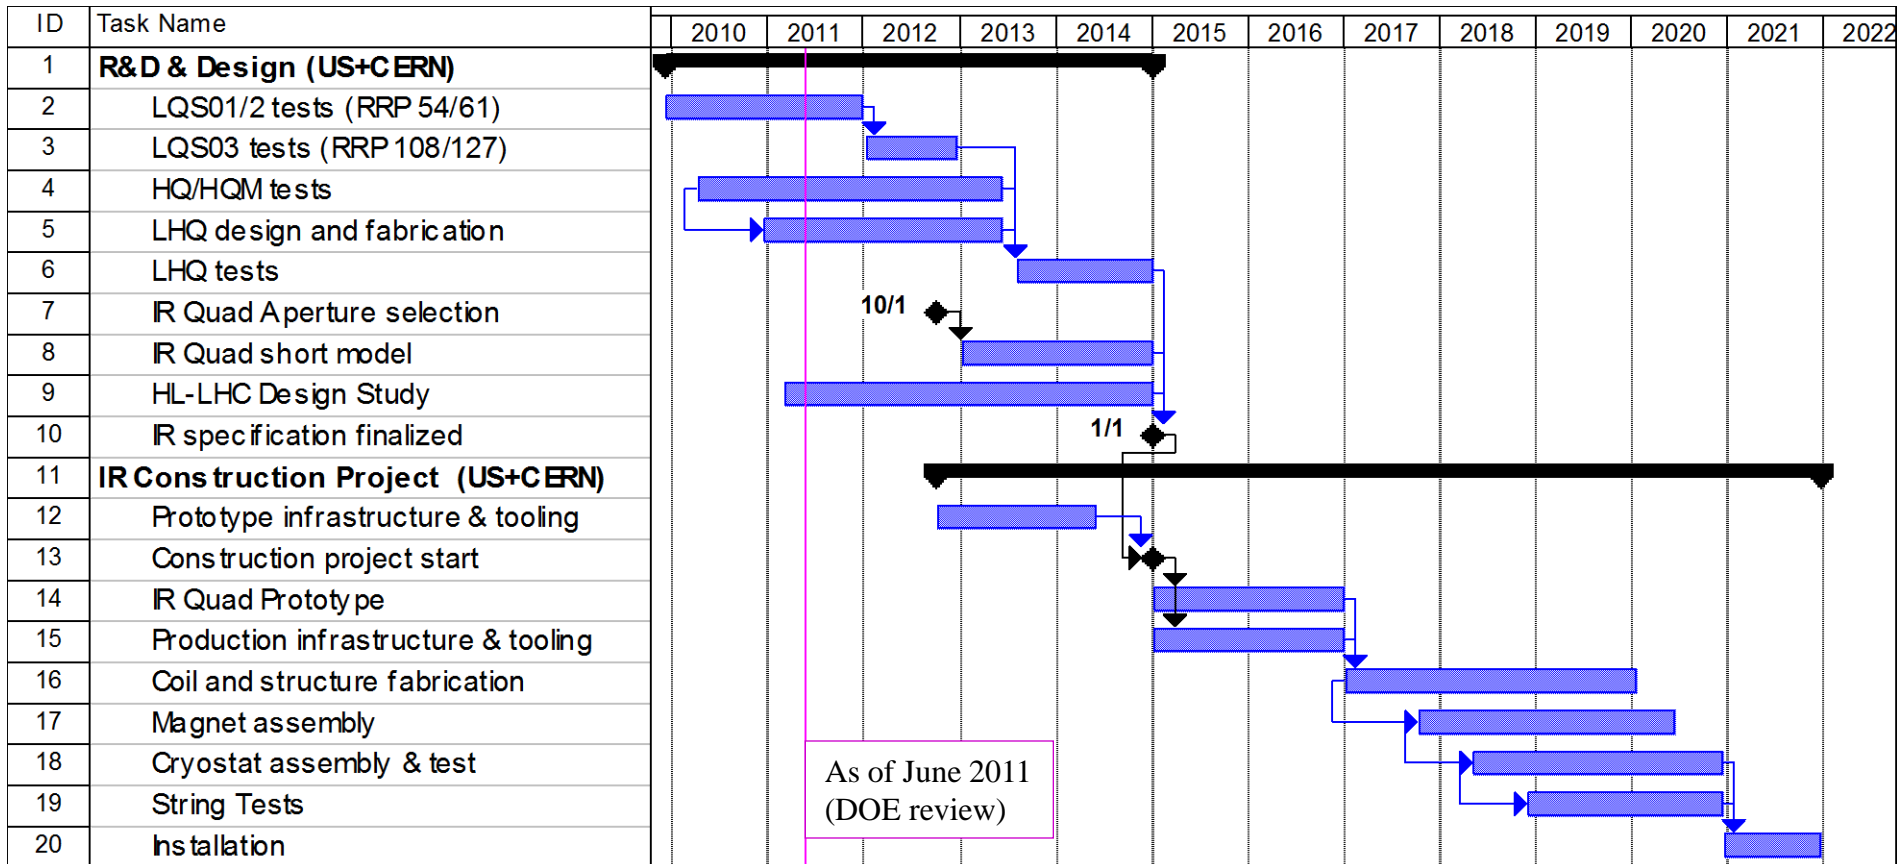 ID Task Name 2010 2011 2012 2013 2014 2015 2016 2017 2018 2019 2020 2021 2022
1 R&D & Design (US+CERN)
2 LQS01/2 tests (RRP 54/61)
3 LQS03 tests (RRP 108/127)
4 HQ/HQM tests
5 LHQ design and fabrication
6 LHQ tests
7 IR Quad Aperture selection 10/1
8 IR Quad short model
9 HL-LHC Design Study
10 IR specification finalized 1/1
11 IR Construction Project (US+CERN)
12 Prototype infrastructure & tooling
13 Construction project start
14 IR Quad Prototype
15 Production infrastructure & tooling
16 Coil and structure fabrication
17 Magnet assembly
18 Cryostat assembly & test
19 String Tests
20 Installation
As of June 2011
(DOE review)